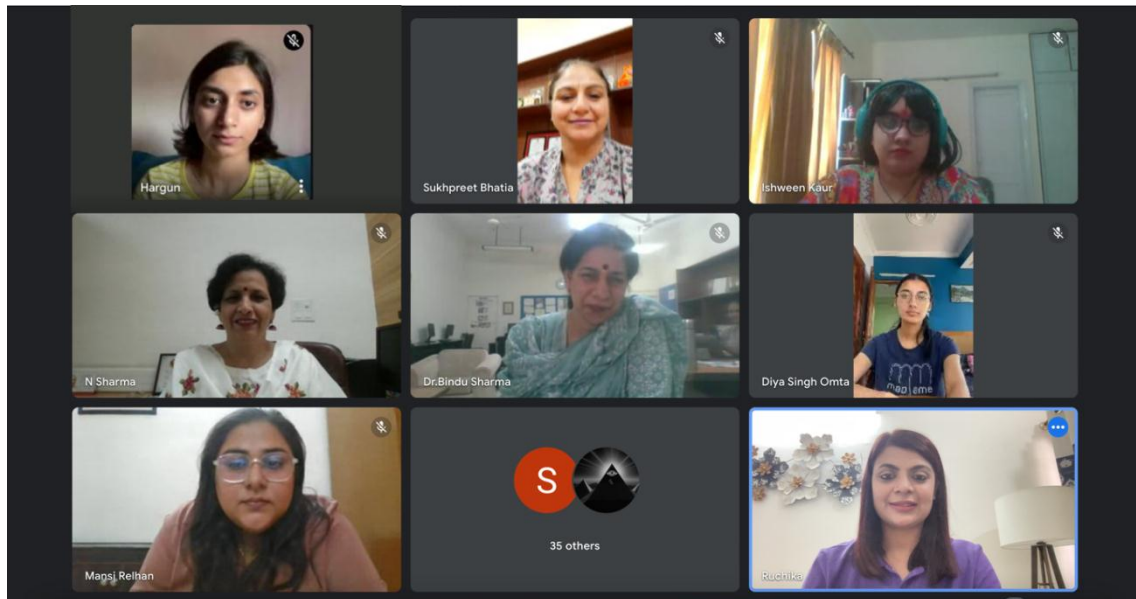 Hargun
Sukhpreet Bhatia
Ishween Kaur
N Sharma
Dr.Bindu Sharma
Diya Singh Omta
Mansi Relhan
S
35 others
Ruchika